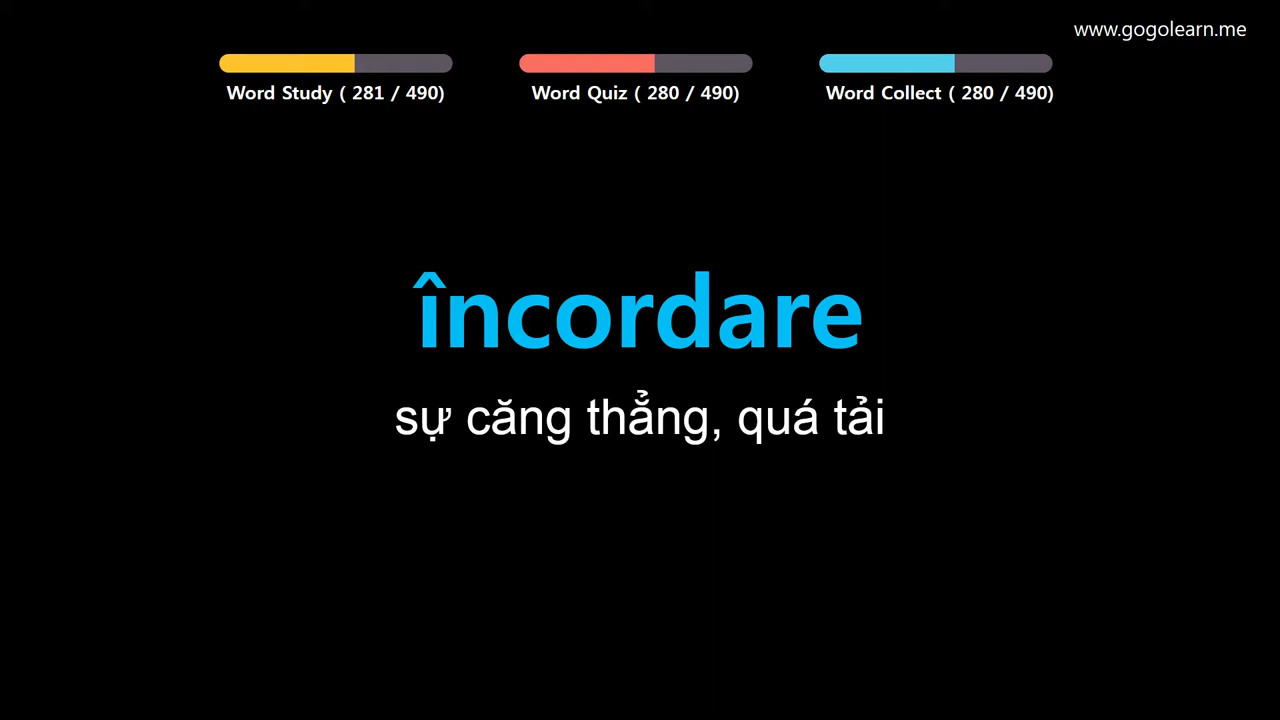 www.gogolearn.me
Word Study ( 281 / 490)
Word Quiz ( 280 / 490)
Word Collect ( 280 / 490)
încordare
sự căng thẳng, quá tải